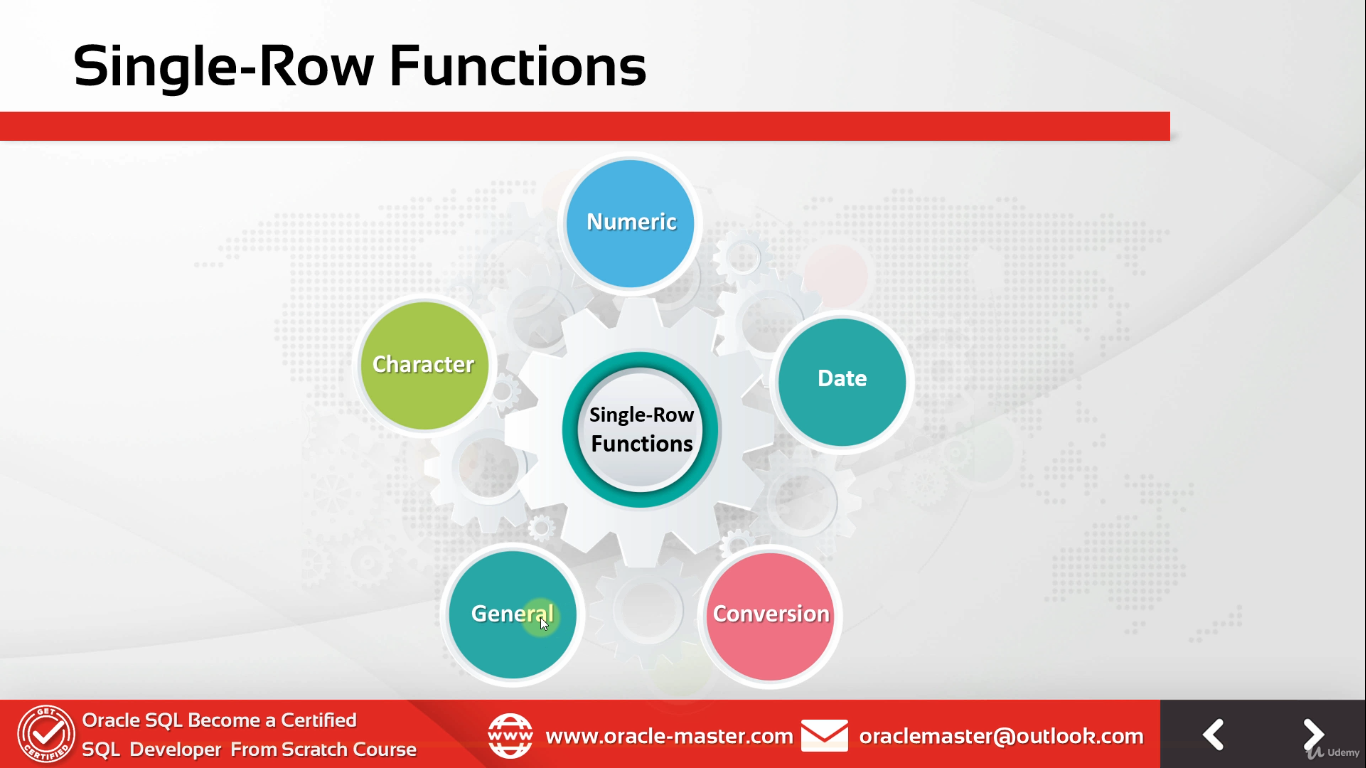 Single-Row Functions
Numeric
Character
Date
Single-Row
Functions
General
Conversion
GET
CERTIFIED
Oracle SQL Become a Certified
SQL Developer From Scratch Course
WWW
www.oracle-master.com
oraclemaster@outlook.com
Udemy